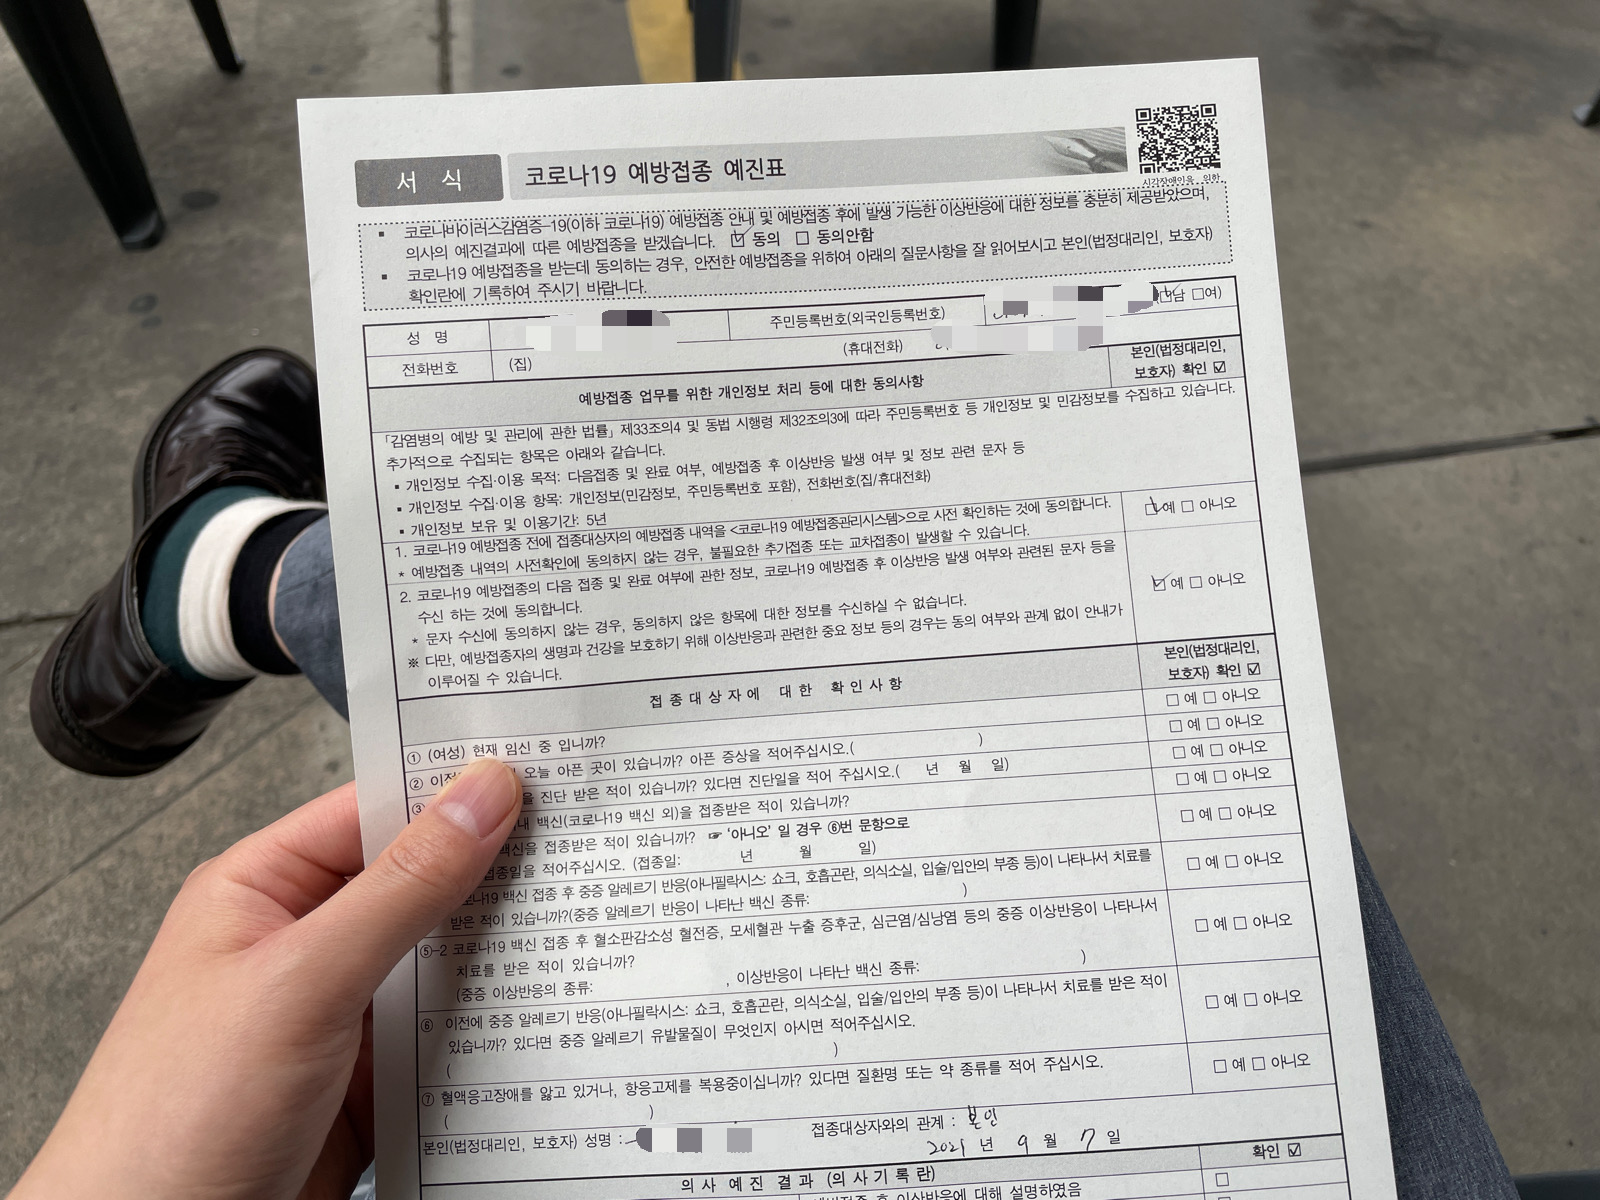 서 식
코로나19 예방접종 예진표
시각장애인을 위한
▪ 코로나바이러스감염증-19(이하 코로나19) 예방접종 안내 및 예방접종 후에 발생 가능한 이상반응에 대한 정보를 충분히 제공받았으며,
의사의 예진결과에 따른 예방접종을 받겠습니다. ☑ 동의 □ 동의안함
▪ 코로나19 예방접종을 받는데 동의하는 경우, 안전한 예방접종을 위하여 아래의 질문사항을 잘 읽어보시고 본인(법정대리인, 보호자)
확인란에 기록하여 주시기 바랍니다.
성 명 주민등록번호(외국인등록번호) (☑남 □여)
전화번호 (집) (휴대전화)
예방접종 업무를 위한 개인정보 처리 등에 대한 동의사항
본인(법정대리인,
보호자) 확인 ☑
「감염병의 예방 및 관리에 관한 법률」 제33조의4 및 동법 시행령 제32조의3에 따라 주민등록번호 등 개인정보 및 민감정보를 수집하고 있습니다.
추가적으로 수집되는 항목은 아래와 같습니다.
▪ 개인정보 수집·이용 목적: 다음접종 및 완료 여부, 예방접종 후 이상반응 발생 여부 및 정보 관련 문자 등
▪ 개인정보 수집·이용 항목: 개인정보(민감정보, 주민등록번호 포함), 전화번호(집/휴대전화)
▪ 개인정보 보유 및 이용기간: 5년
1. 코로나19 예방접종 전에 접종대상자의 예방접종 내역을 <코로나19 예방접종관리시스템>으로 사전 확인하는 것에 동의합니다. ☑ 예 □ 아니오
* 예방접종 내역의 사전확인에 동의하지 않는 경우, 불필요한 추가접종 또는 교차접종이 발생할 수 있습니다.
2. 코로나19 예방접종의 다음 접종 및 완료 여부에 관한 정보, 코로나19 예방접종 후 이상반응 발생 여부와 관련된 문자 등을
수신 하는 것에 동의합니다. ☑ 예 □ 아니오
* 문자 수신에 동의하지 않는 경우, 동의하지 않은 항목에 대한 정보를 수신하실 수 없습니다.
※ 다만, 예방접종자의 생명과 건강을 보호하기 위해 이상반응과 관련한 중요 정보 등의 경우는 동의 여부와 관계 없이 안내가
이루어질 수 있습니다.
접종대상자에 대한 확인사항
본인(법정대리인,
보호자) 확인 ☑
① (여성) 현재 임신 중 입니까? □ 예 □ 아니오
② 오늘 아픈 곳이 있습니까? 아픈 증상을 적어주십시오.( ) □ 예 □ 아니오
③ 진단 받은 적이 있습니까? 있다면 진단일을 적어 주십시오.( 년 월 일) □ 예 □ 아니오
백신(코로나19 백신 외)을 접종받은 적이 있습니까? □ 예 □ 아니오
백신을 접종받은 적이 있습니까? ☞ '아니오' 일 경우 ⑥번 문항으로 □ 예 □ 아니오
접종일을 적어주십시오. (접종일: 년 월 일)
백신 접종 후 중증 알레르기 반응(아나필락시스: 쇼크, 호흡곤란, 의식소실, 입술/입안의 부종 등)이 나타나서 치료를 □ 예 □ 아니오
받은 적이 있습니까?(중증 알레르기 반응이 나타난 백신 종류: )
⑤-2 코로나19 백신 접종 후 혈소판감소성 혈전증, 모세혈관 누출 증후군, 심근염/심낭염 등의 중증 이상반응이 나타나서
치료를 받은 적이 있습니까? □ 예 □ 아니오
(중증 이상반응의 종류: , 이상반응이 나타난 백신 종류: )
⑥ 이전에 중증 알레르기 반응(아나필락시스: 쇼크, 호흡곤란, 의식소실, 입술/입안의 부종 등)이 나타나서 치료를 받은 적이
있습니까? 있다면 중증 알레르기 유발물질이 무엇인지 아시면 적어주십시오. □ 예 □ 아니오
( )
⑦ 혈액응고장애를 앓고 있거나, 항응고제를 복용중이십니까? 있다면 질환명 또는 약 종류를 적어 주십시오. □ 예 □ 아니오
( )
본인(법정대리인, 보호자) 성명 : 접종대상자와의 관계 : 본인
2021 년 9 월 7 일
의사 예진 결과 (의사기록란) 확인 ☑
예방접종 후 이상반응에 대해 설명하였음 □